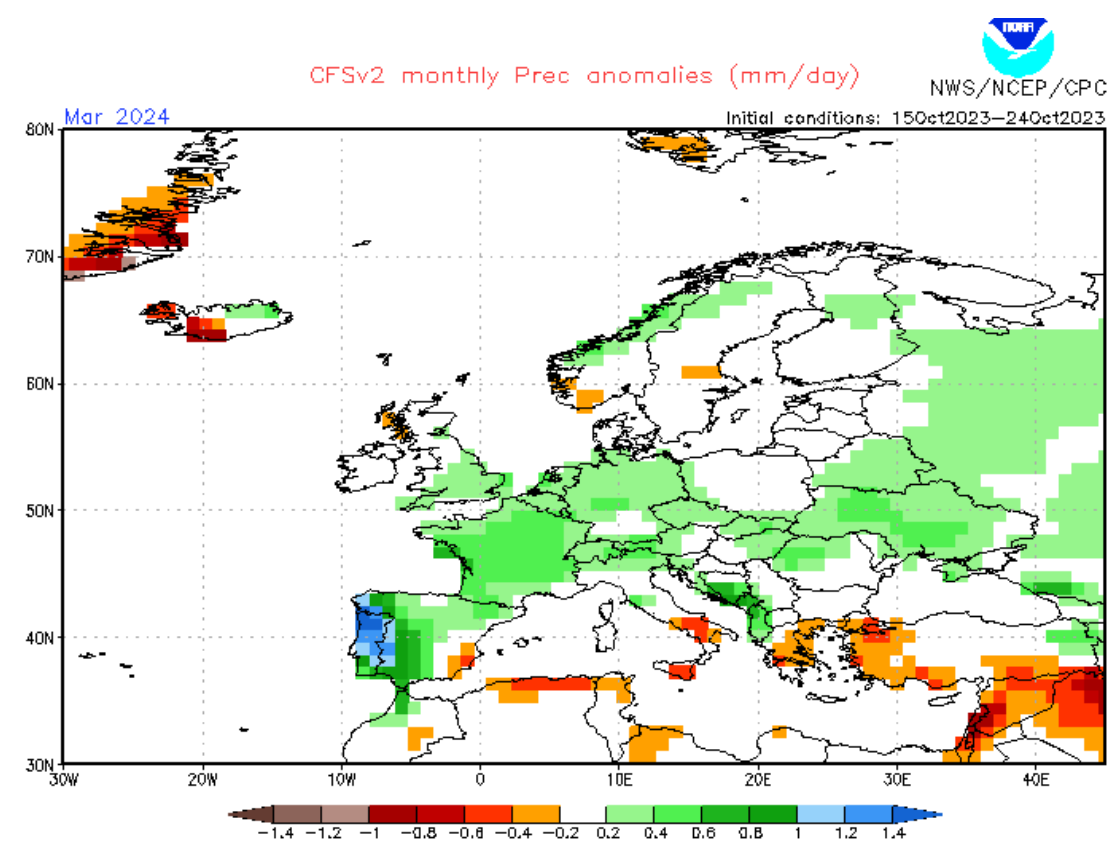 NOAA
CFSv2 monthly Prec anomalies (mm/day)
NWS/NCEP/CPC
Mar 2024
Initial conditions: 15Oct2023-24Oct2023
80N
70N
60N
50N
40N
30N
30W 20W 10W 0 10E 20E 30E 40E
-1.4 -1.2 -1 -0.8 -0.6 -0.4 -0.2 0.2 0.4 0.6 0.8 1 1.2 1.4